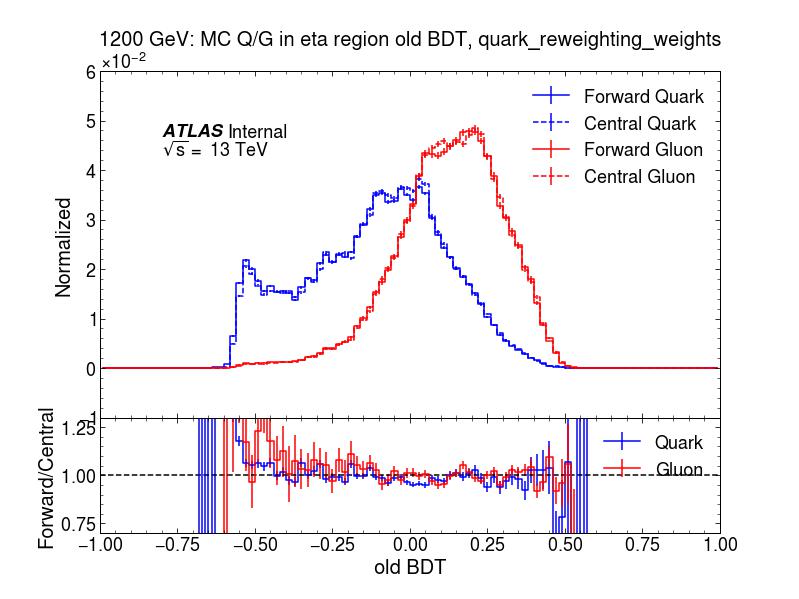 1200 GeV: MC Q/G in eta region old BDT, quark_reweighting_weights
×10⁻²
6
5
4
3
2
1
0
−1
Normalized
ATLAS Internal
√s = 13 TeV
Forward Quark
Central Quark
Forward Gluon
Central Gluon
1.25
1.00
0.75
Forward/Central
Quark
Gluon
−1.00 −0.75 −0.50 −0.25 0.00 0.25 0.50 0.75 1.00
old BDT